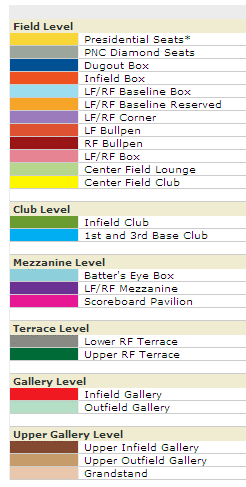 Field Level
Presidential Seats*
PNC Diamond Seats
Dugout Box
Infield Box
LF/RF Baseline Box
LF/RF Baseline Reserved
LF/RF Corner
LF Bullpen
RF Bullpen
LF/RF Box
Center Field Lounge
Center Field Club
Club Level
Infield Club
1st and 3rd Base Club
Mezzanine Level
Batter's Eye Box
LF/RF Mezzanine
Scoreboard Pavilion
Terrace Level
Lower RF Terrace
Upper RF Terrace
Gallery Level
Infield Gallery
Outfield Gallery
Upper Gallery Level
Upper Infield Gallery
Upper Outfield Gallery
Grandstand